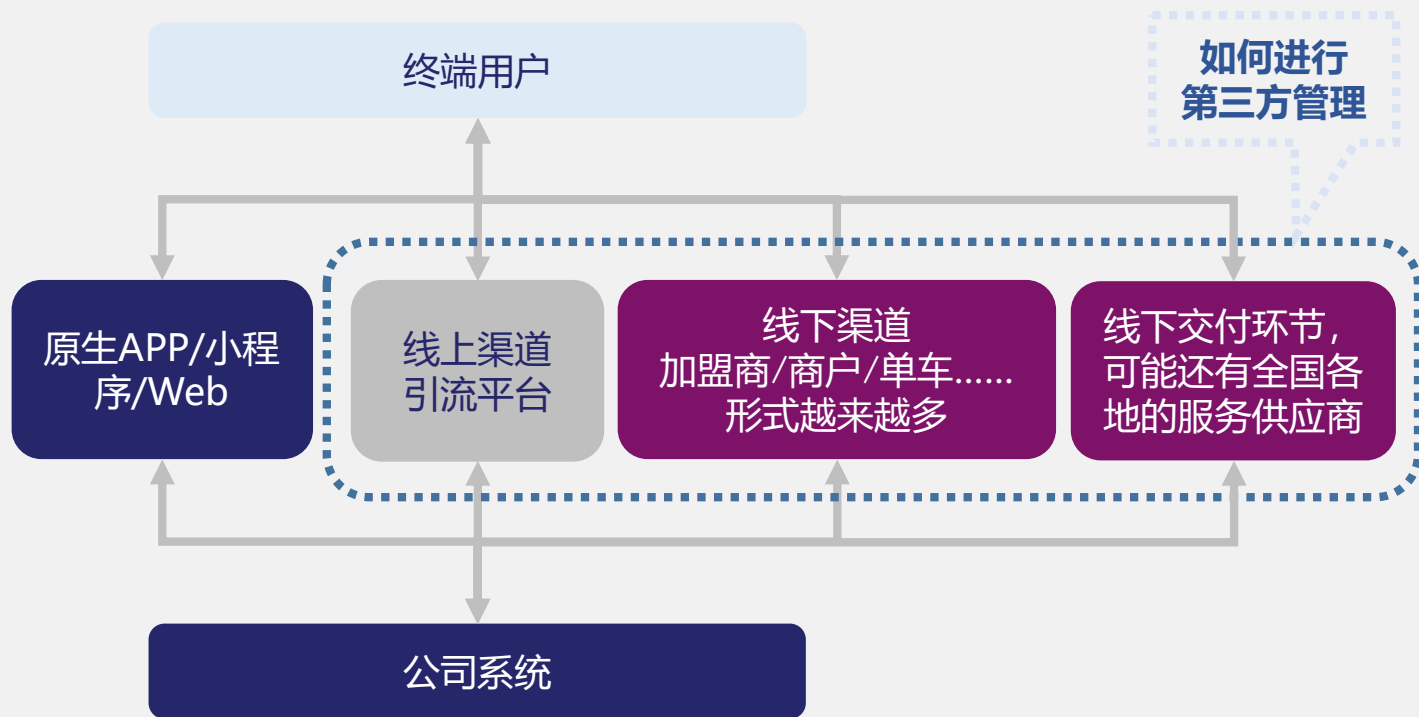 终端用户
如何进行
第三方管理
原生APP/小程
序/Web
线上渠道
引流平台
线下渠道
加盟商/商户/单车……
形式越来越多
线下交付环节，
可能还有全国各
地的服务供应商
公司系统